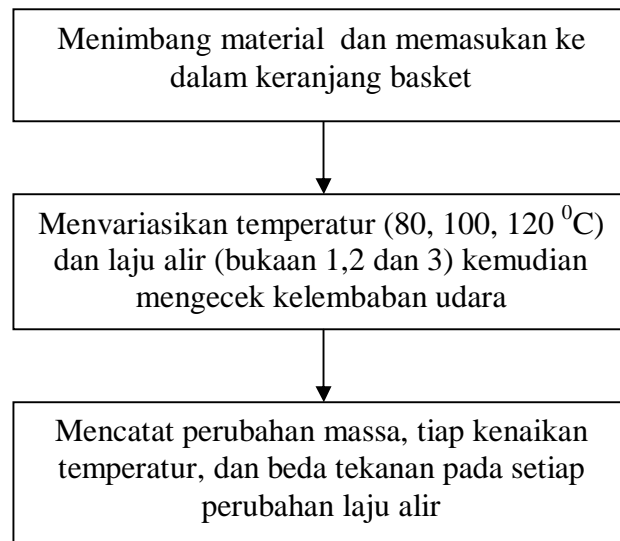 Menimbang material dan memasukan ke
dalam keranjang basket
Menvariasikan temperatur (80, 100, 120 ⁰C)
dan laju alir (bukaan 1,2 dan 3) kemudian
mengecek kelembaban udara
Mencatat perubahan massa, tiap kenaikan
temperatur, dan beda tekanan pada setiap
perubahan laju alir